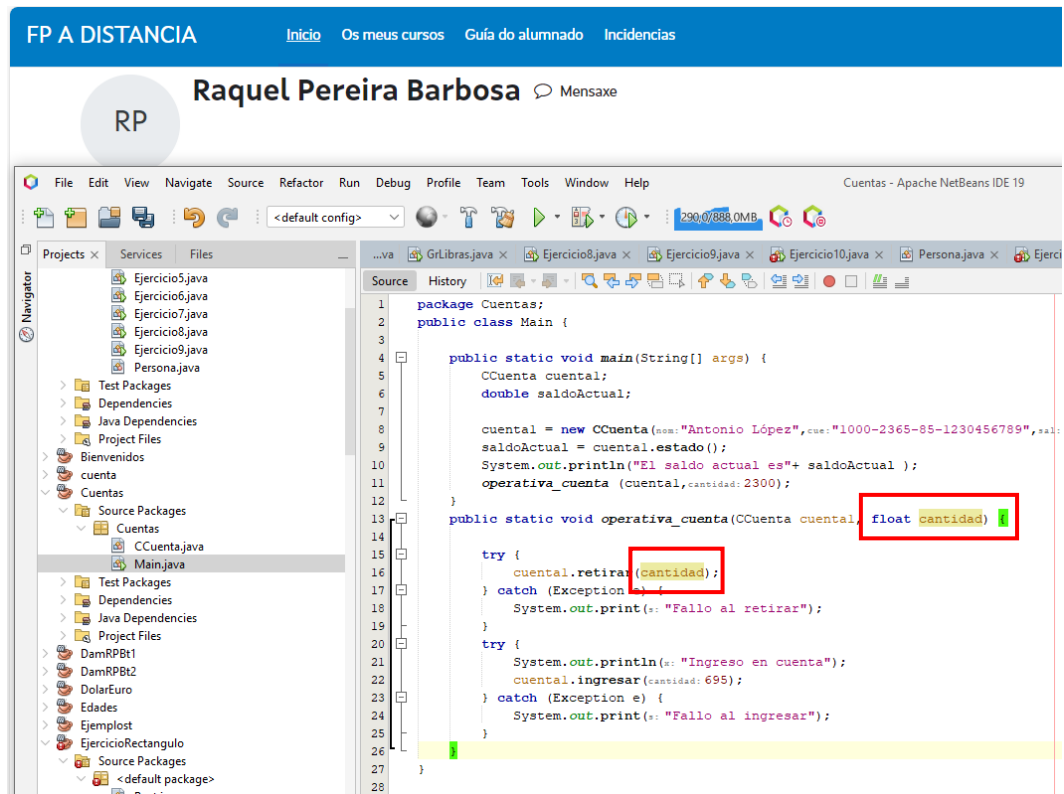 FP A DISTANCIA Inicio Os meus cursos Guía do alumnado Incidencias
Raquel Pereira Barbosa Mensaxe
RP
File Edit View Navigate Source Refactor Run Debug Profile Team Tools Window Help Cuentas - Apache NetBeans IDE 19
<default config> 290,0/888,0MB
Projects Services Files
...va GrLibras.java Ejercicio8.java Ejercicio9.java Ejercicio10.java Persona.java Ejerci
Source History
Navigator
Ejercicio5.java
Ejercicio6.java
Ejercicio7.java
Ejercicio8.java
Ejercicio9.java
Persona.java
Test Packages
Dependencies
Java Dependencies
Project Files
Bienvenidos
cuenta
Cuentas
Source Packages
Cuentas
CCuenta.java
Main.java
Test Packages
Dependencies
Java Dependencies
Project Files
DamRPBt1
DamRPBt2
DolarEuro
Edades
Ejemplost
EjercicioRectangulo
Source Packages
<default package>
1 package Cuentas;
2 public class Main {
3
4 public static void main(String[] args) {
5 CCuenta cuenta1;
6 double saldoActual;
7
8 cuenta1 = new CCuenta(nom:"Antonio López",cue:"1000-2365-85-1230456789",sal:
9 saldoActual = cuenta1.estado();
10 System.out.println("El saldo actual es"+ saldoActual );
11 operativa_cuenta (cuenta1,cantidad: 2300);
12 }
13 public static void operativa_cuenta(CCuenta cuenta1, float cantidad) {
14
15 try {
16 cuenta1.retirar(cantidad);
17 } catch (Exception e) {
18 System.out.print(s: "Fallo al retirar");
19 }
20 try {
21 System.out.println(x: "Ingreso en cuenta");
22 cuenta1.ingresar(cantidad: 695);
23 } catch (Exception e) {
24 System.out.print(s: "Fallo al ingresar");
25 }
26 }
27 }
28